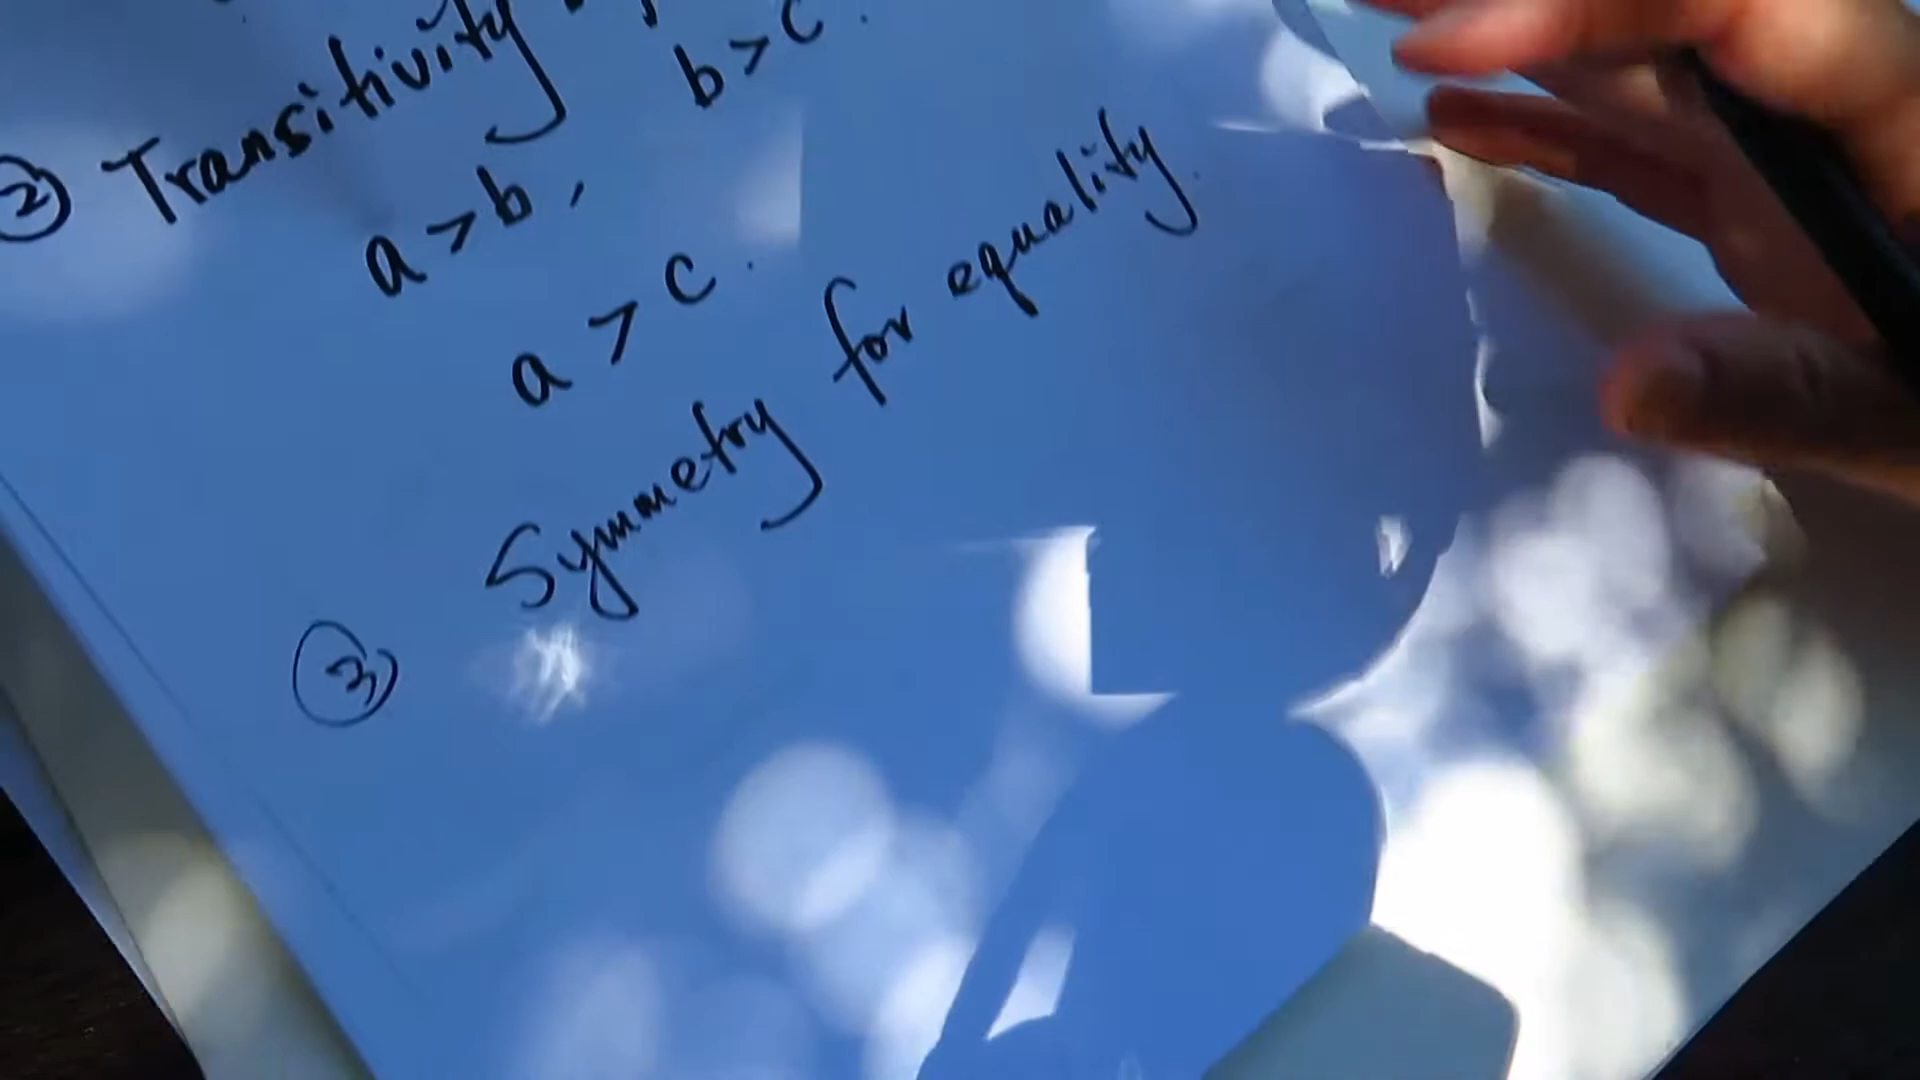 ② Transitivity
a > b, b > c.
a > c.
③ Symmetry for equality.